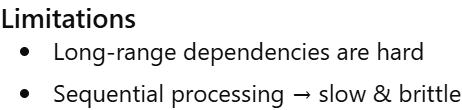 Limitations
• Long-range dependencies are hard
• Sequential processing → slow & brittle